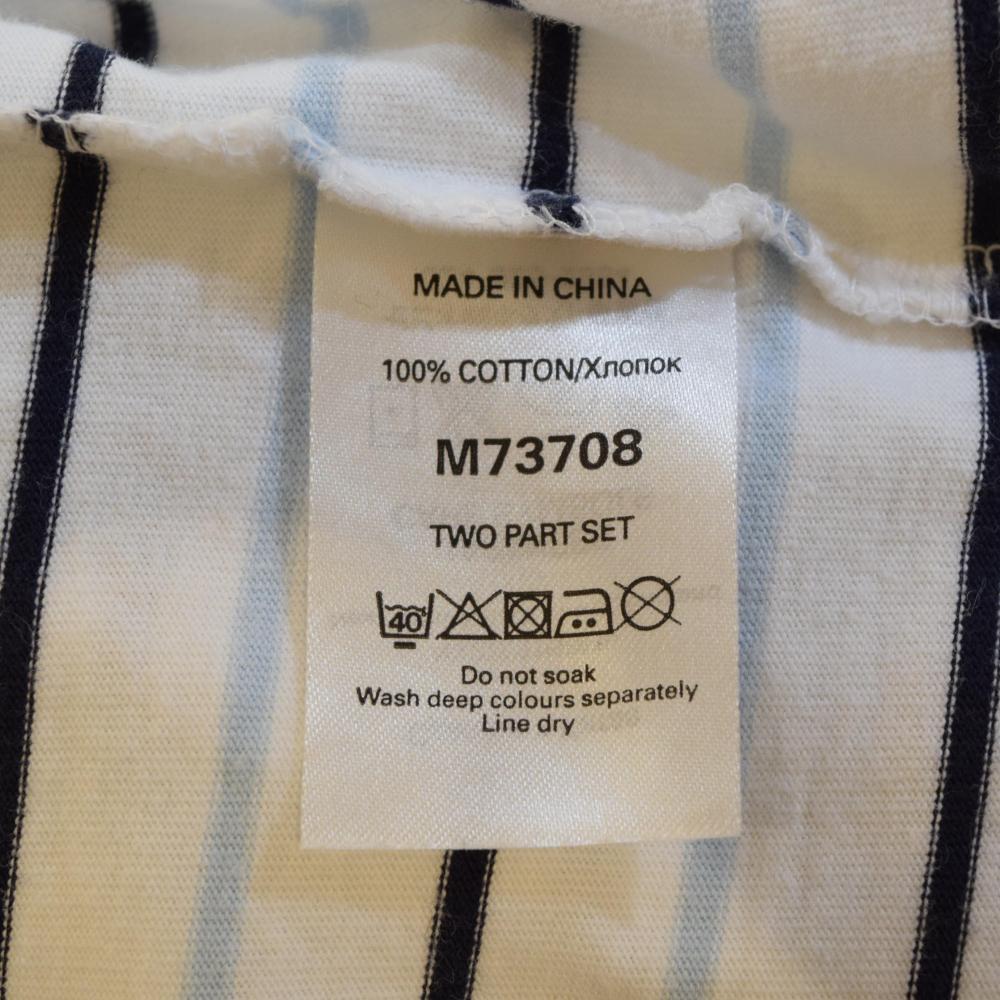 MADE IN CHINA
100% COTTON/Хлопок
M73708
TWO PART SET
40
Do not soak
Wash deep colours separately
Line dry